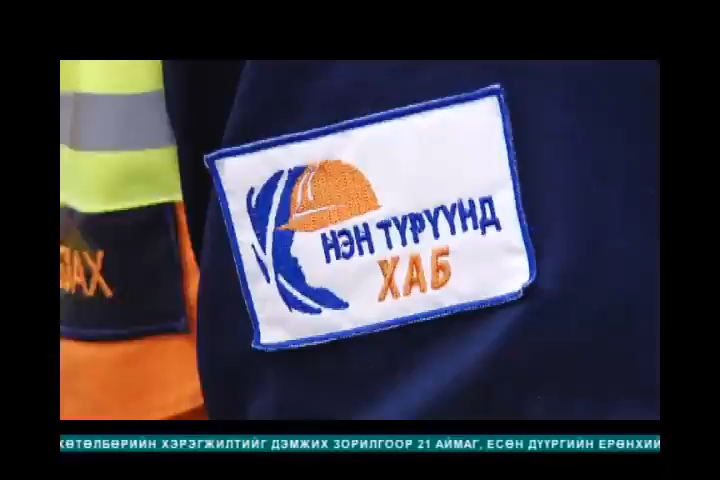 НЭН ТҮРҮҮНД
ХАБ
ХӨТӨЛБӨРИЙН ХЭРЭГЖИЛТИЙГ ДЭМЖИХ ЗОРИЛГООР 21 АЙМАГ, ЕСӨН ДҮҮРГИЙН ЕРӨНХИЙ